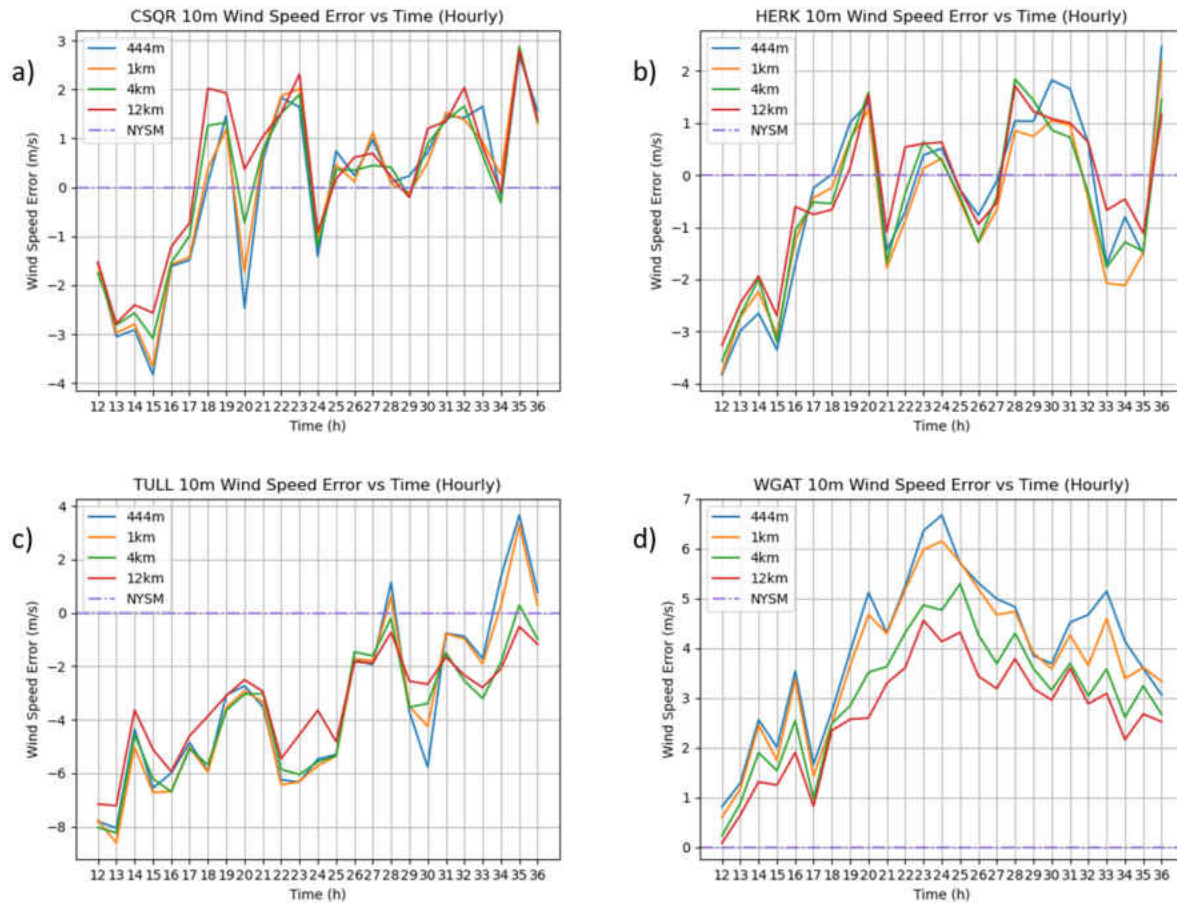 a)
CSQR 10m Wind Speed Error vs Time (Hourly)
444m
1km
4km
12km
NYSM
Wind Speed Error (m/s)
3
2
1
0
−1
−2
−3
−4
12 13 14 15 16 17 18 19 20 21 22 23 24 25 26 27 28 29 30 31 32 33 34 35 36
Time (h)
b)
HERK 10m Wind Speed Error vs Time (Hourly)
444m
1km
4km
12km
NYSM
Wind Speed Error (m/s)
2
1
0
−1
−2
−3
−4
12 13 14 15 16 17 18 19 20 21 22 23 24 25 26 27 28 29 30 31 32 33 34 35 36
Time (h)
c)
TULL 10m Wind Speed Error vs Time (Hourly)
444m
1km
4km
12km
NYSM
Wind Speed Error (m/s)
4
2
0
−2
−4
−6
−8
12 13 14 15 16 17 18 19 20 21 22 23 24 25 26 27 28 29 30 31 32 33 34 35 36
Time (h)
d)
WGAT 10m Wind Speed Error vs Time (Hourly)
444m
1km
4km
12km
NYSM
Wind Speed Error (m/s)
7
6
5
4
3
2
1
0
12 13 14 15 16 17 18 19 20 21 22 23 24 25 26 27 28 29 30 31 32 33 34 35 36
Time (h)